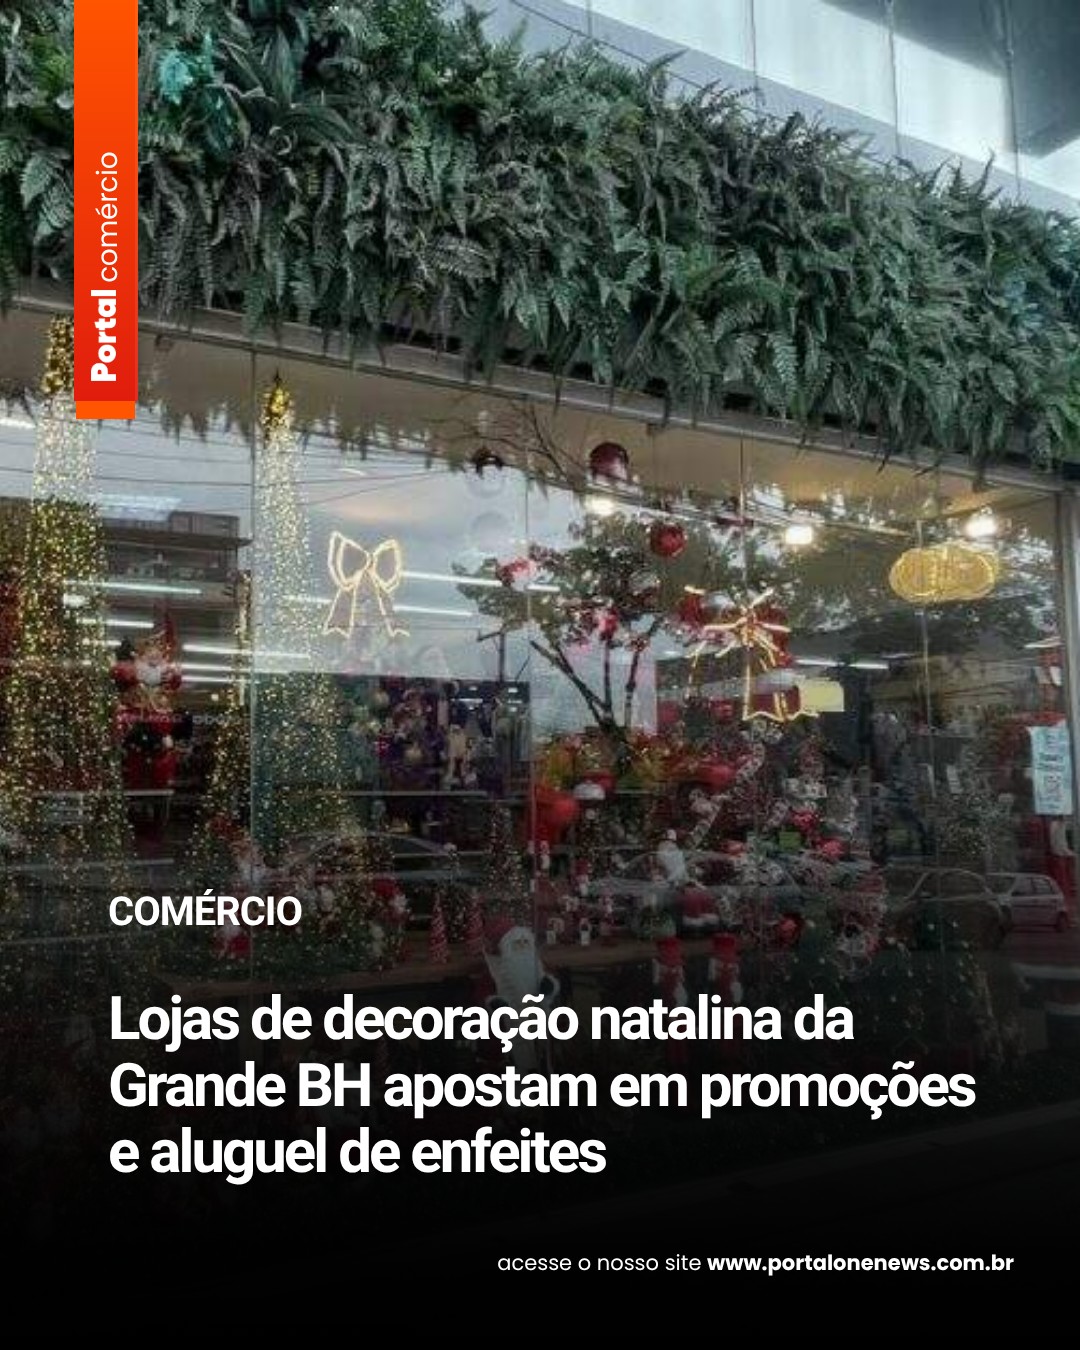 Portal comércio
COMÉRCIO
Lojas de decoração natalina da
Grande BH apostam em promoções
e aluguel de enfeites
acesse o nosso site www.portalonenews.com.br